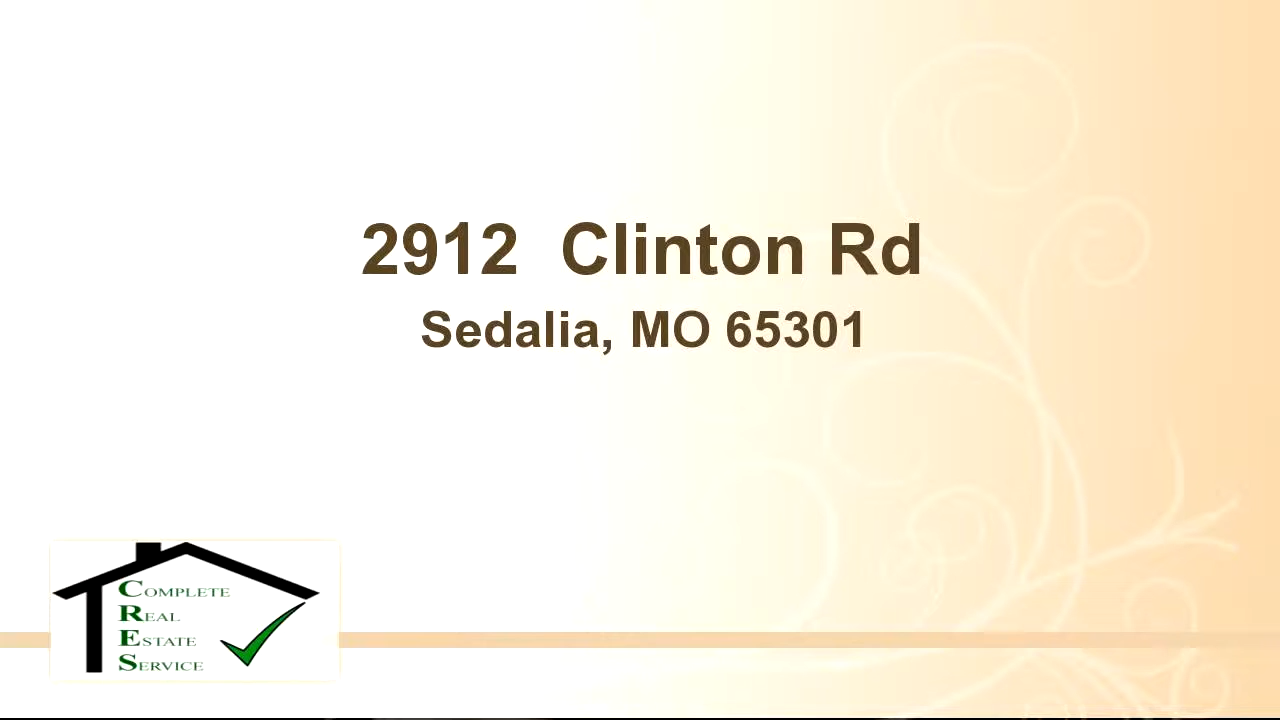 2912  Clinton Rd
Sedalia, MO 65301
COMPLETE
REAL
ESTATE
SERVICE